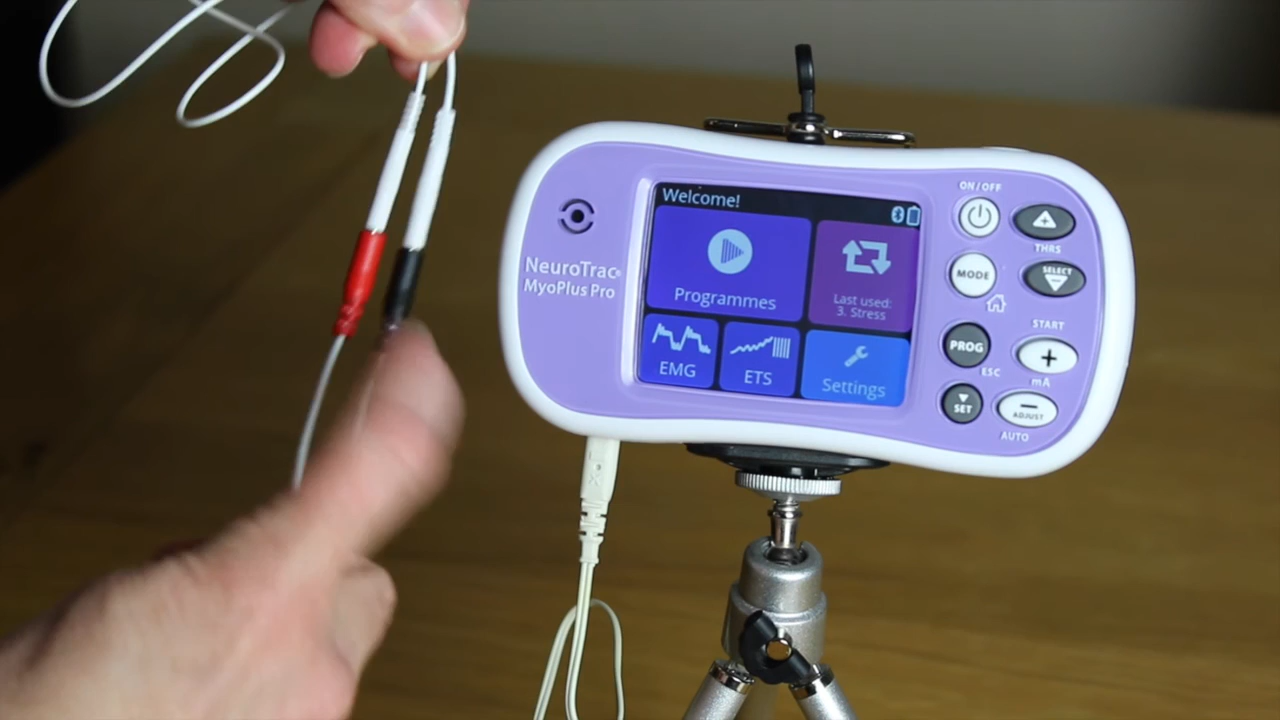 Welcome!
Programmes
Last used:
3. Stress
EMG
ETS
Settings
NeuroTrac®
MyoPlus Pro
ON/OFF
THRS
MODE
SELECT
START
PROG
ESC
mA
SET
ADJUST
AUTO